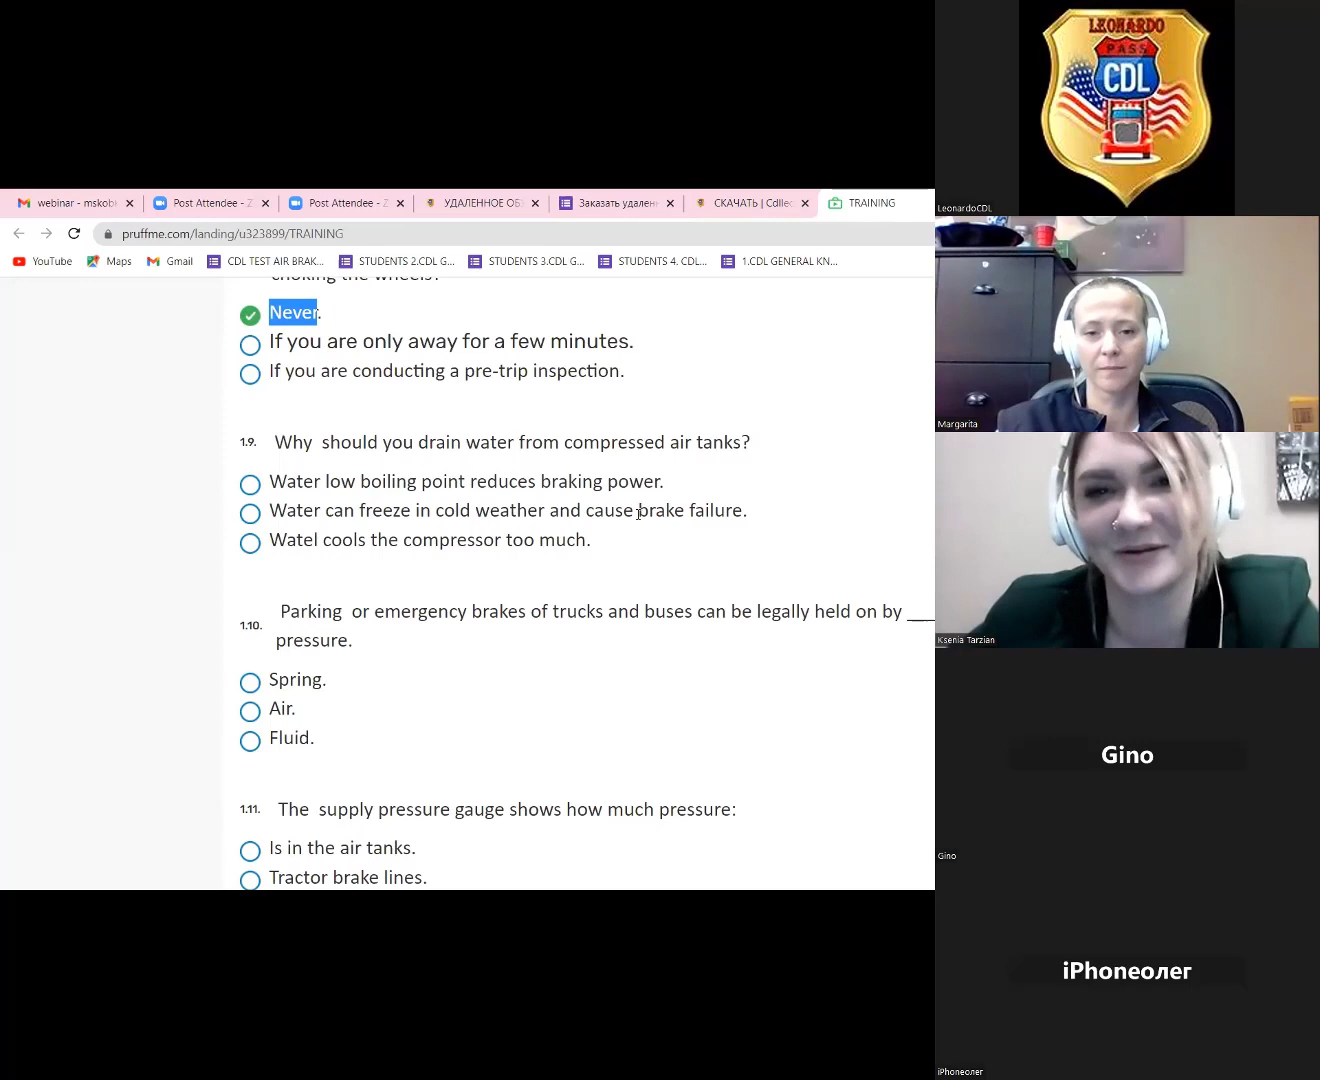 webinar - mskob
Post Attendee - Z
Post Attendee - Z
УДАЛЕННОЕ ОБ
Заказать удален
СКАЧАТЬ | Cdllec
TRAINING
pruffme.com/landing/u323899/TRAINING
YouTube
Maps
Gmail
CDL TEST AIR BRAK...
STUDENTS 2.CDL G...
STUDENTS 3.CDL G...
STUDENTS 4. CDL...
1.CDL GENERAL KN...
choking the wheels?
Never.
If you are only away for a few minutes.
If you are conducting a pre-trip inspection.
1.9. Why should you drain water from compressed air tanks?
Water low boiling point reduces braking power.
Water can freeze in cold weather and cause brake failure.
Watel cools the compressor too much.
1.10. Parking or emergency brakes of trucks and buses can be legally held on by ___
pressure.
Spring.
Air.
Fluid.
1.11. The supply pressure gauge shows how much pressure:
Is in the air tanks.
Tractor brake lines.
LEONARDO
PASS
CDL
LeonardoCDL
Margarita
Ksenia Tarzian
Gino
Gino
iPhoneолег
iPhoneолег